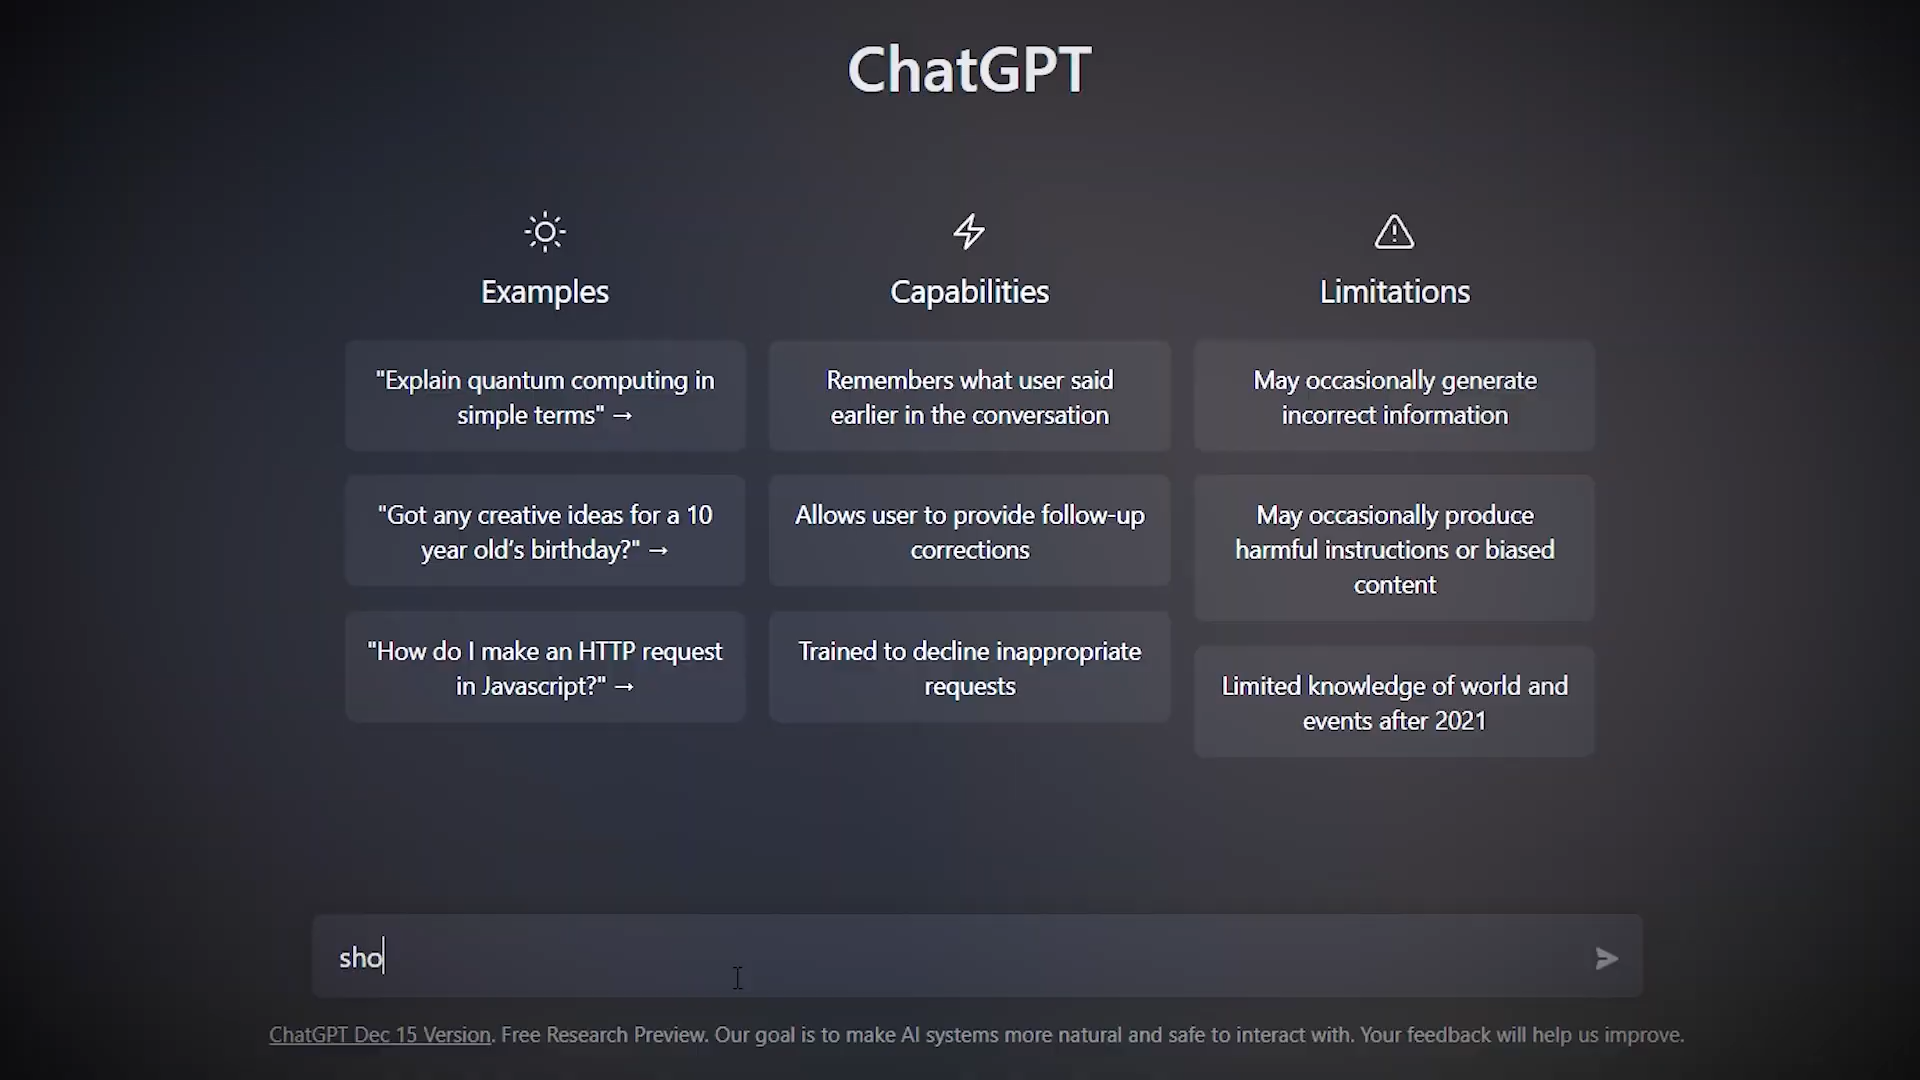 ChatGPT
Examples
"Explain quantum computing in
simple terms" →
"Got any creative ideas for a 10
year old's birthday?" →
"How do I make an HTTP request
in Javascript?" →
Capabilities
Remembers what user said
earlier in the conversation
Allows user to provide follow-up
corrections
Trained to decline inappropriate
requests
Limitations
May occasionally generate
incorrect information
May occasionally produce
harmful instructions or biased
content
Limited knowledge of world and
events after 2021
sho
ChatGPT Dec 15 Version. Free Research Preview. Our goal is to make AI systems more natural and safe to interact with. Your feedback will help us improve.